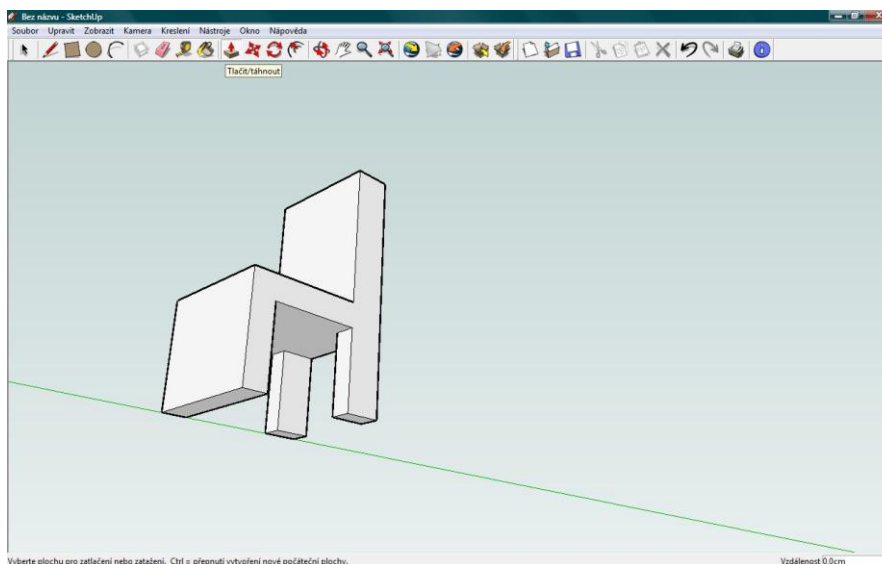 Bez názvu - SketchUp
Soubor Upravit Zobrazit Kamera Kreslení Nástroje Okno Nápověda
Tlačit/táhnout
Vyberte plochu pro zatlačení nebo zatažení. Ctrl = přepnutí vytvoření nové počáteční plochy.
Vzdálenost 0,0cm